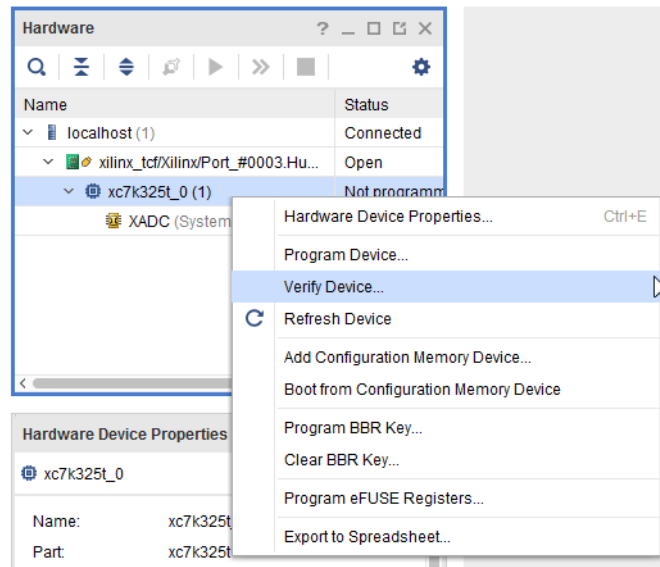 Hardware
Name Status
localhost (1) Connected
xilinx_tcf/Xilinx/Port_#0003.Hu... Open
xc7k325t_0 (1) Not programm
XADC (System
Hardware Device Properties... Ctrl+E
Program Device...
Verify Device...
Refresh Device
Add Configuration Memory Device...
Boot from Configuration Memory Device
Program BBR Key...
Clear BBR Key...
Program eFUSE Registers...
Export to Spreadsheet...
Hardware Device Properties
xc7k325t_0
Name: xc7k325t
Part: xc7k325t